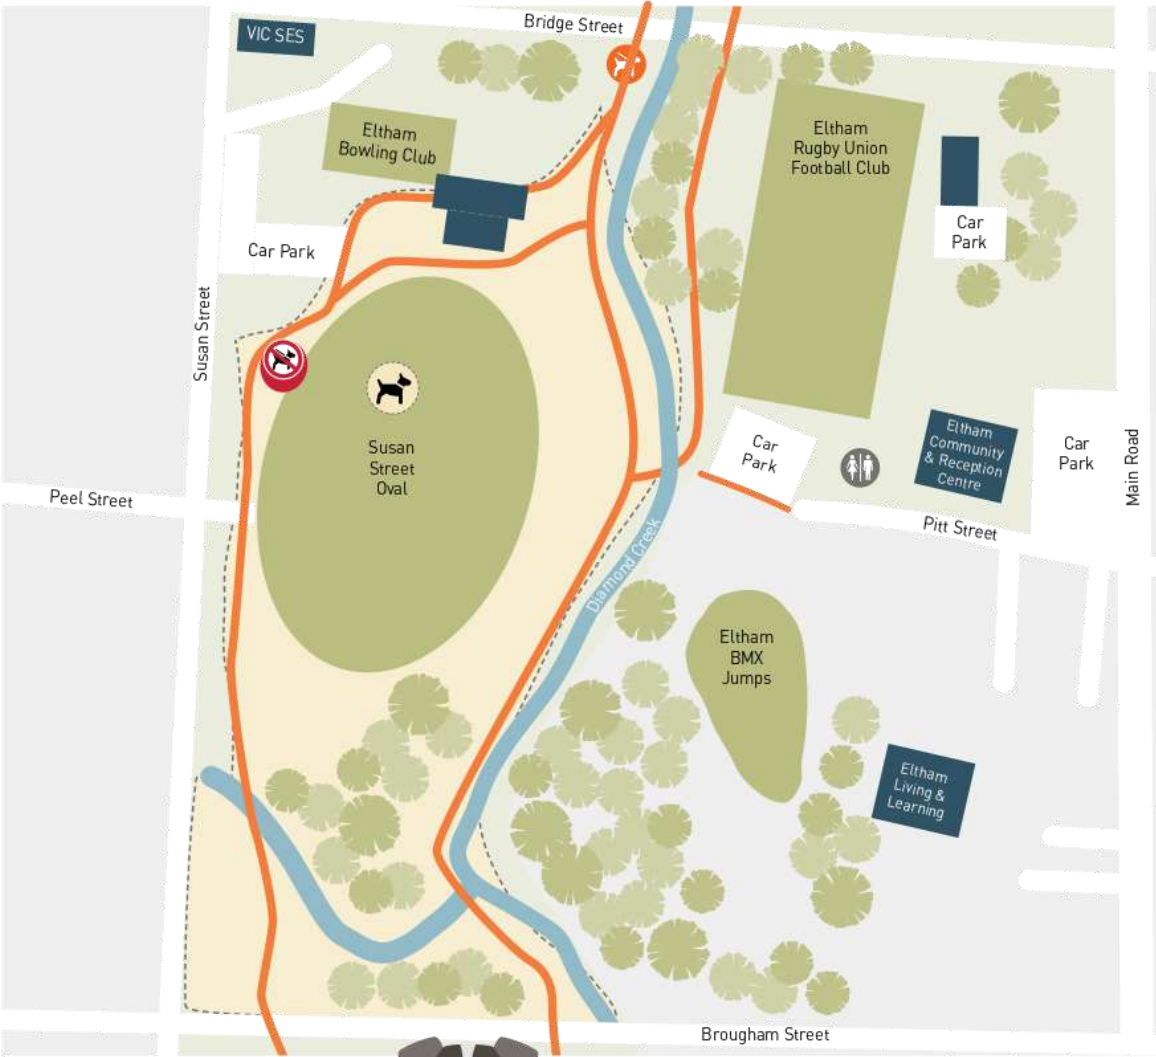 Bridge Street
VIC SES
Eltham
Bowling Club
Eltham
Rugby Union
Football Club
Car
Park
Car Park
Susan Street
Susan
Street
Oval
Peel Street
Car
Park
Eltham
Community
& Reception
Centre
Car
Park
Main Road
Pitt Street
Diamond Creek
Eltham
BMX
Jumps
Eltham
Living &
Learning
Brougham Street